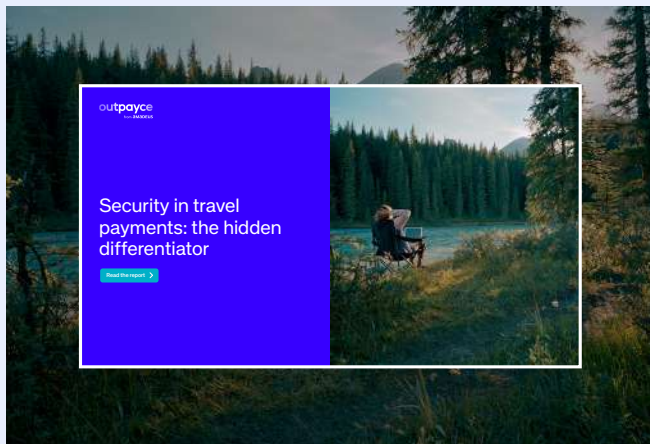 outpayce
from AMADEUS
Security in travel
payments: the hidden
differentiator
Read the report